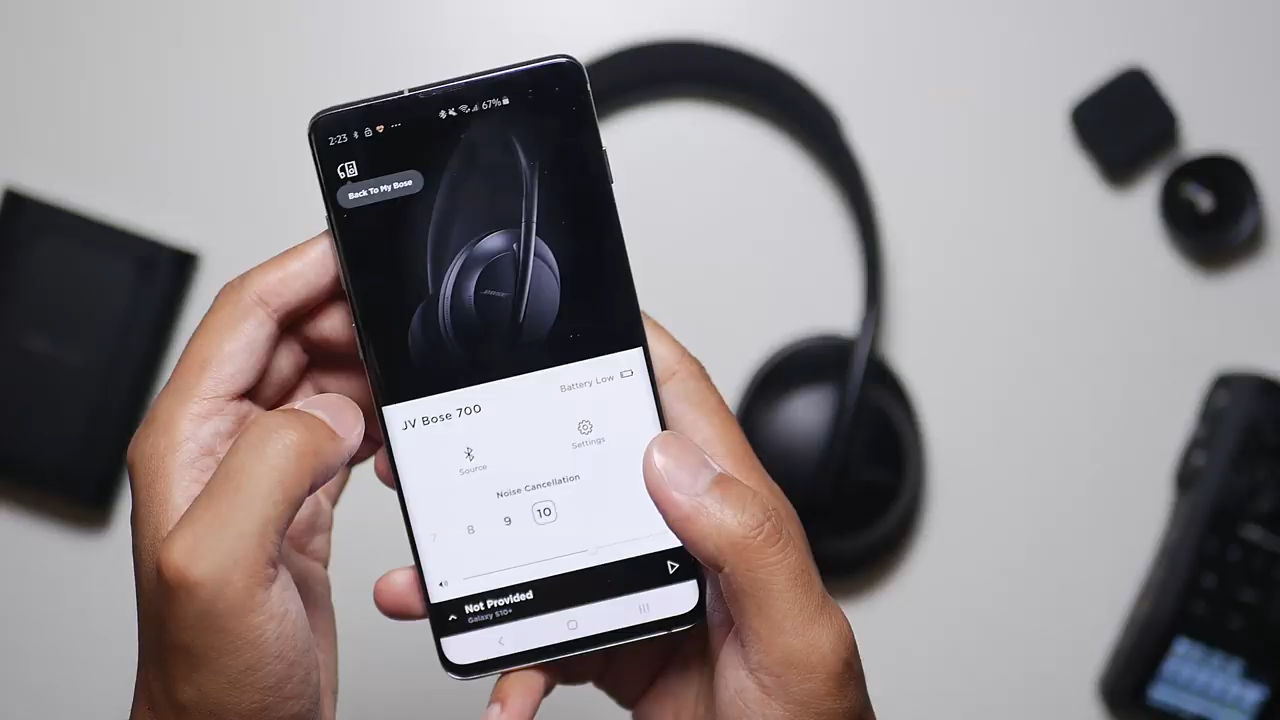 2:23
67%
Back To My Bose
BOSE
Battery Low
JV Bose 700
Settings
Source
Noise Cancellation
7 8 9 10
Not Provided
Galaxy S10+